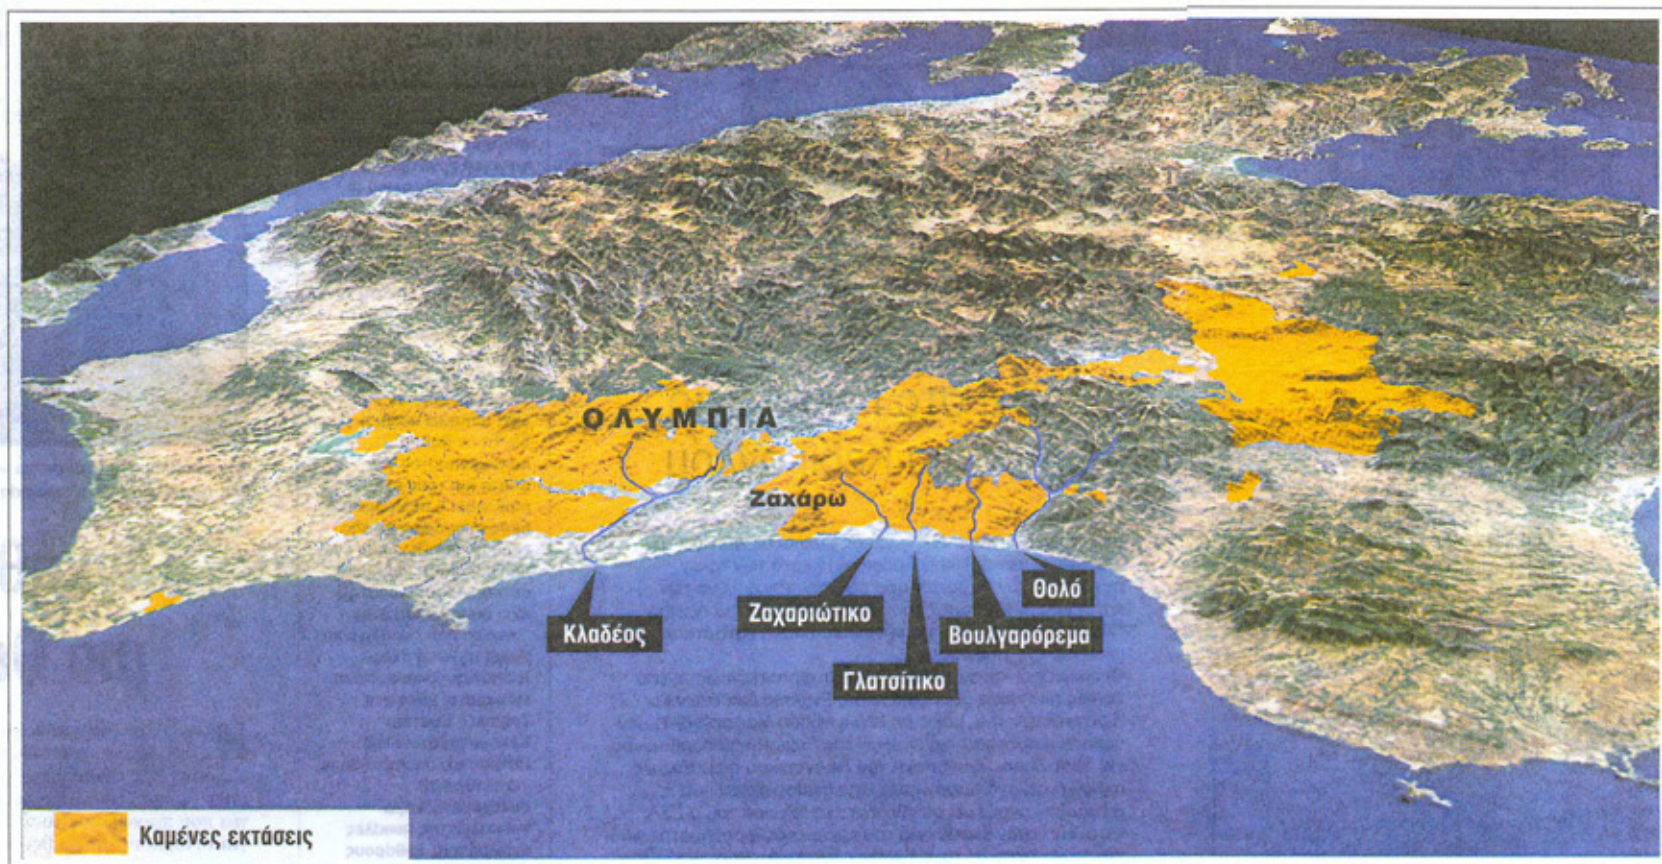 ΟΛΥΜΠΙΑ
Ζαχάρω
Θολό
Ζαχαριώτικο
Κλαδέος
Βουλγαρόρεμα
Γλατσίτικο
Καμένες εκτάσεις